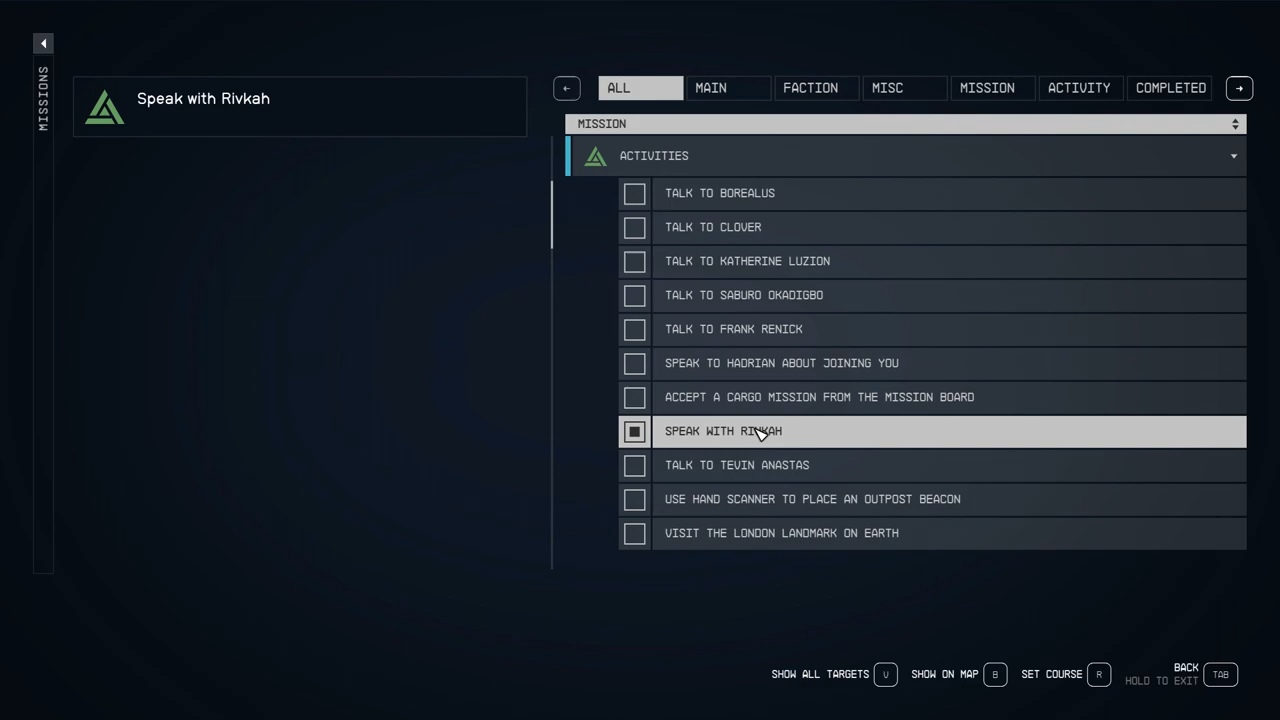 MISSIONS
Speak with Rivkah
ALL MAIN FACTION MISC MISSION ACTIVITY COMPLETED
MISSION
ACTIVITIES
TALK TO BOREALUS
TALK TO CLOVER
TALK TO KATHERINE LUZION
TALK TO SABURO OKADIGBO
TALK TO FRANK RENICK
SPEAK TO HADRIAN ABOUT JOINING YOU
ACCEPT A CARGO MISSION FROM THE MISSION BOARD
SPEAK WITH RIVKAH
TALK TO TEVIN ANASTAS
USE HAND SCANNER TO PLACE AN OUTPOST BEACON
VISIT THE LONDON LANDMARK ON EARTH
SHOW ALL TARGETS V SHOW ON MAP B SET COURSE R BACK TAB
HOLD TO EXIT